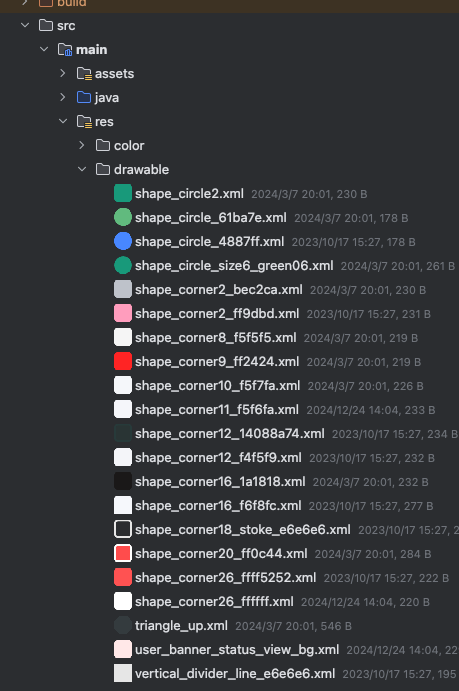 build
src
main
assets
java
res
color
drawable
shape_circle2.xml 2024/3/7 20:01, 230 B
shape_circle_61ba7e.xml 2024/3/7 20:01, 178 B
shape_circle_4887ff.xml 2023/10/17 15:27, 178 B
shape_circle_size6_green06.xml 2024/3/7 20:01, 261 B
shape_corner2_bec2ca.xml 2024/3/7 20:01, 230 B
shape_corner2_ff9dbd.xml 2023/10/17 15:27, 231 B
shape_corner8_f5f5f5.xml 2024/3/7 20:01, 219 B
shape_corner9_ff2424.xml 2024/3/7 20:01, 219 B
shape_corner10_f5f7fa.xml 2024/3/7 20:01, 226 B
shape_corner11_f5f6fa.xml 2024/12/24 14:04, 233 B
shape_corner12_14088a74.xml 2023/10/17 15:27, 234 B
shape_corner12_f4f5f9.xml 2023/10/17 15:27, 232 B
shape_corner16_1a1818.xml 2024/3/7 20:01, 232 B
shape_corner16_f6f8fc.xml 2023/10/17 15:27, 277 B
shape_corner18_stoke_e6e6e6.xml 2023/10/17 15:27, 2
shape_corner20_ff0c44.xml 2024/3/7 20:01, 284 B
shape_corner26_ffff5252.xml 2023/10/17 15:27, 222 B
shape_corner26_ffffff.xml 2024/12/24 14:04, 220 B
triangle_up.xml 2024/3/7 20:01, 546 B
user_banner_status_view_bg.xml 2024/12/24 14:04, 22
vertical_divider_line_e6e6e6.xml 2023/10/17 15:27, 195